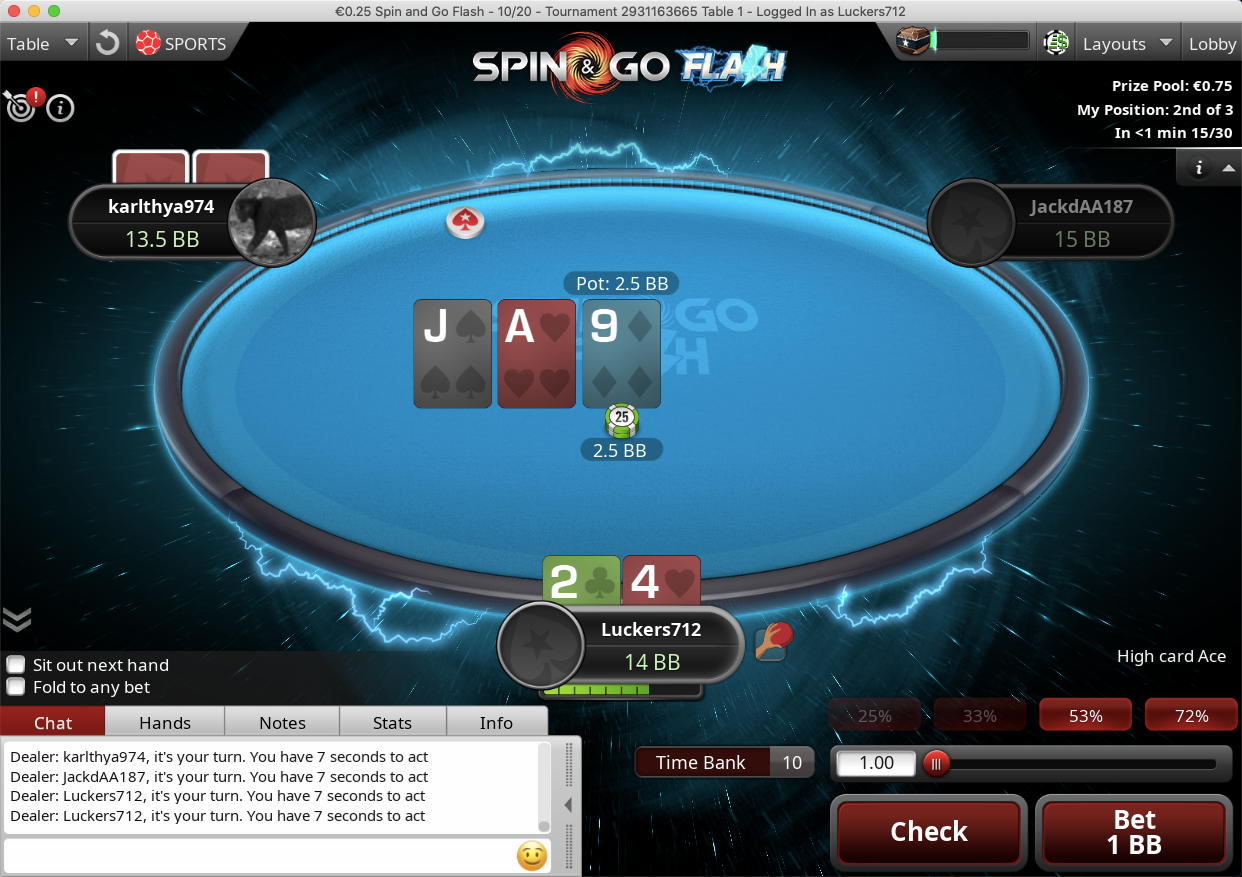 €0.25 Spin and Go Flash - 10/20 - Tournament 2931163665 Table 1 - Logged In as Luckers712
Table
SPORTS
SPIN & GO FLASH
Layouts
Lobby
Prize Pool: €0.75
My Position: 2nd of 3
In <1 min 15/30
karlthya974
13.5 BB
JackdAA187
15 BB
Pot: 2.5 BB
J
A
9
25
2.5 BB
2
4
Luckers712
14 BB
Sit out next hand
Fold to any bet
High card Ace
Chat
Hands
Notes
Stats
Info
25%
33%
53%
72%
Dealer: karlthya974, it's your turn. You have 7 seconds to act
Dealer: JackdAA187, it's your turn. You have 7 seconds to act
Dealer: Luckers712, it's your turn. You have 7 seconds to act
Dealer: Luckers712, it's your turn. You have 7 seconds to act
Time Bank
10
1.00
Check
Bet
1 BB